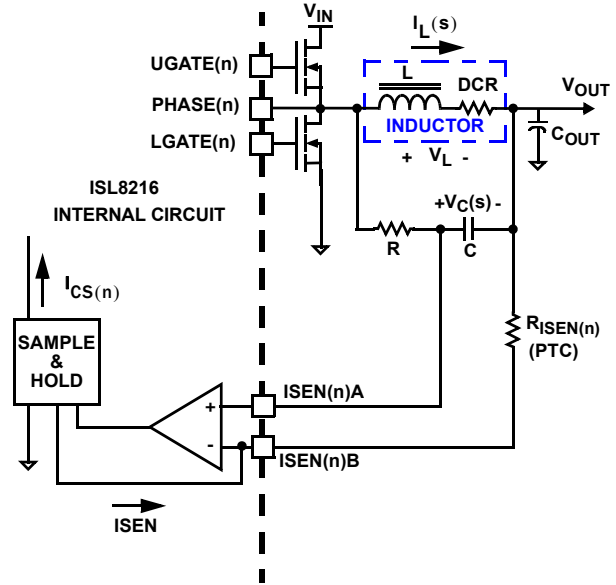 V_IN
I_L(s)
UGATE(n)
L
DCR
V_OUT
PHASE(n)
INDUCTOR
C_OUT
LGATE(n)
+ V_L -
ISL8216
INTERNAL CIRCUIT
+V_C(s) -
R
C
I_CS(n)
R_ISEN(n)
(PTC)
SAMPLE
&
HOLD
ISEN(n)A
+
-
ISEN(n)B
ISEN